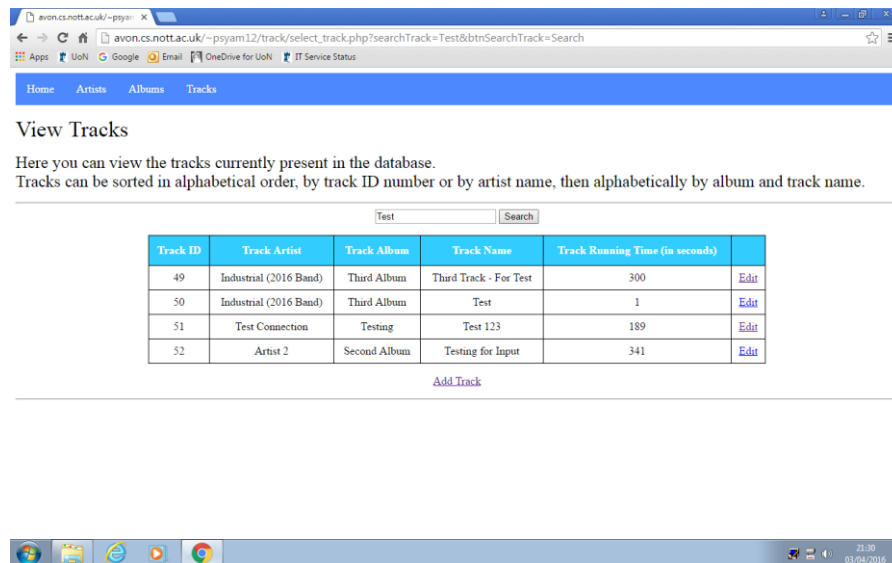 avon.cs.nott.ac.uk/~psyam
avon.cs.nott.ac.uk/~psyam12/track/select_track.php?searchTrack=Test&btnSearchTrack=Search
Apps UoN Google Email OneDrive for UoN IT Service Status
Home Artists Albums Tracks
View Tracks
Here you can view the tracks currently present in the database.
Tracks can be sorted in alphabetical order, by track ID number or by artist name, then alphabetically by album and track name.
Test Search
Track ID Track Artist Track Album Track Name Track Running Time (in seconds)
49 Industrial (2016 Band) Third Album Third Track - For Test 300 Edit
50 Industrial (2016 Band) Third Album Test 1 Edit
51 Test Connection Testing Test 123 189 Edit
52 Artist 2 Second Album Testing for Input 341 Edit
Add Track
21:30
03/04/2016